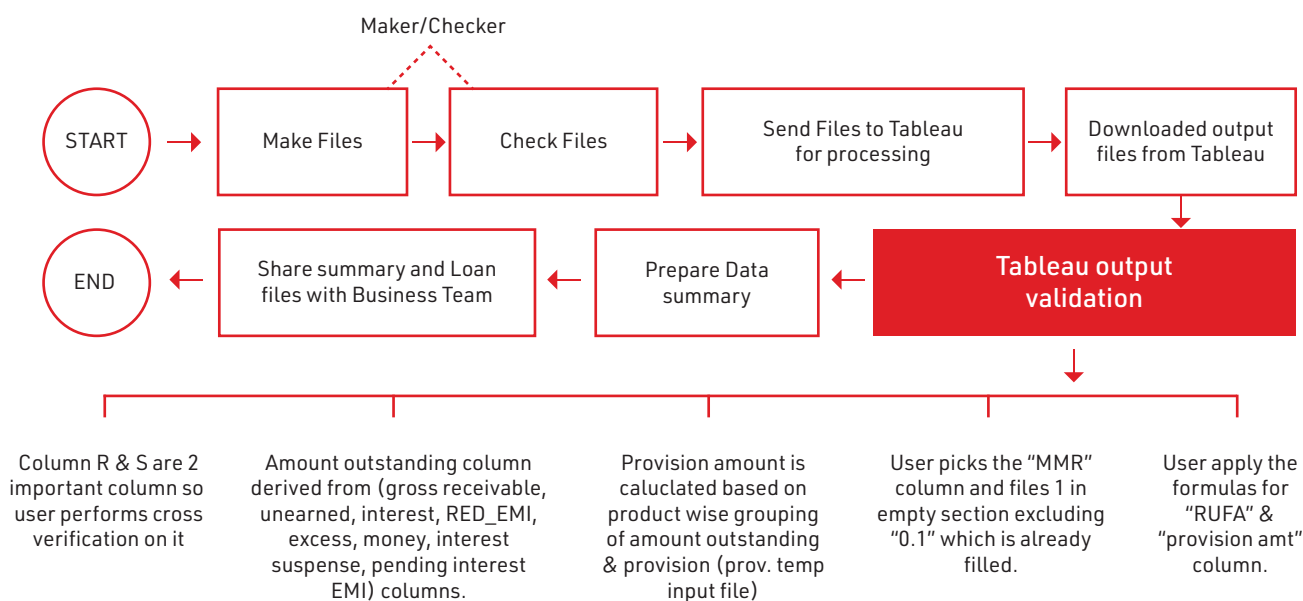 Maker/Checker
START
Make Files
Check Files
Send Files to Tableau
for processing
Downloaded output
files from Tableau
END
Share summary and Loan
files with Business Team
Prepare Data
summary
Tableau output
validation
Column R & S are 2
important column so
user performs cross
verification on it
Amount outstanding column
derived from (gross receivable,
unearned, interest, RED_EMI,
excess, money, interest
suspense, pending interest
EMI) columns.
Provision amount is
caluclated based on
product wise grouping
of amount outstanding
& provision (prov. temp
input file)
User picks the “MMR”
column and files 1 in
empty section excluding
“0.1” which is already
filled.
User apply the
formulas for
“RUFA” &
“provision amt”
column.